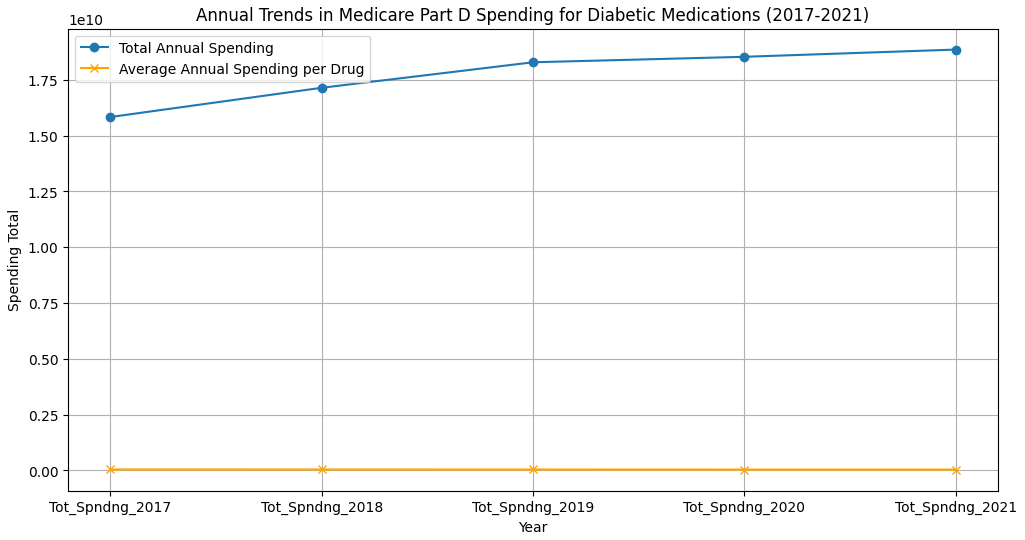 Annual Trends in Medicare Part D Spending for Diabetic Medications (2017-2021)
1e10
Total Annual Spending
Average Annual Spending per Drug
1.75
1.50
1.25
1.00
0.75
0.50
0.25
0.00
Spending Total
Tot_Spndng_2017 Tot_Spndng_2018 Tot_Spndng_2019 Tot_Spndng_2020 Tot_Spndng_2021
Year